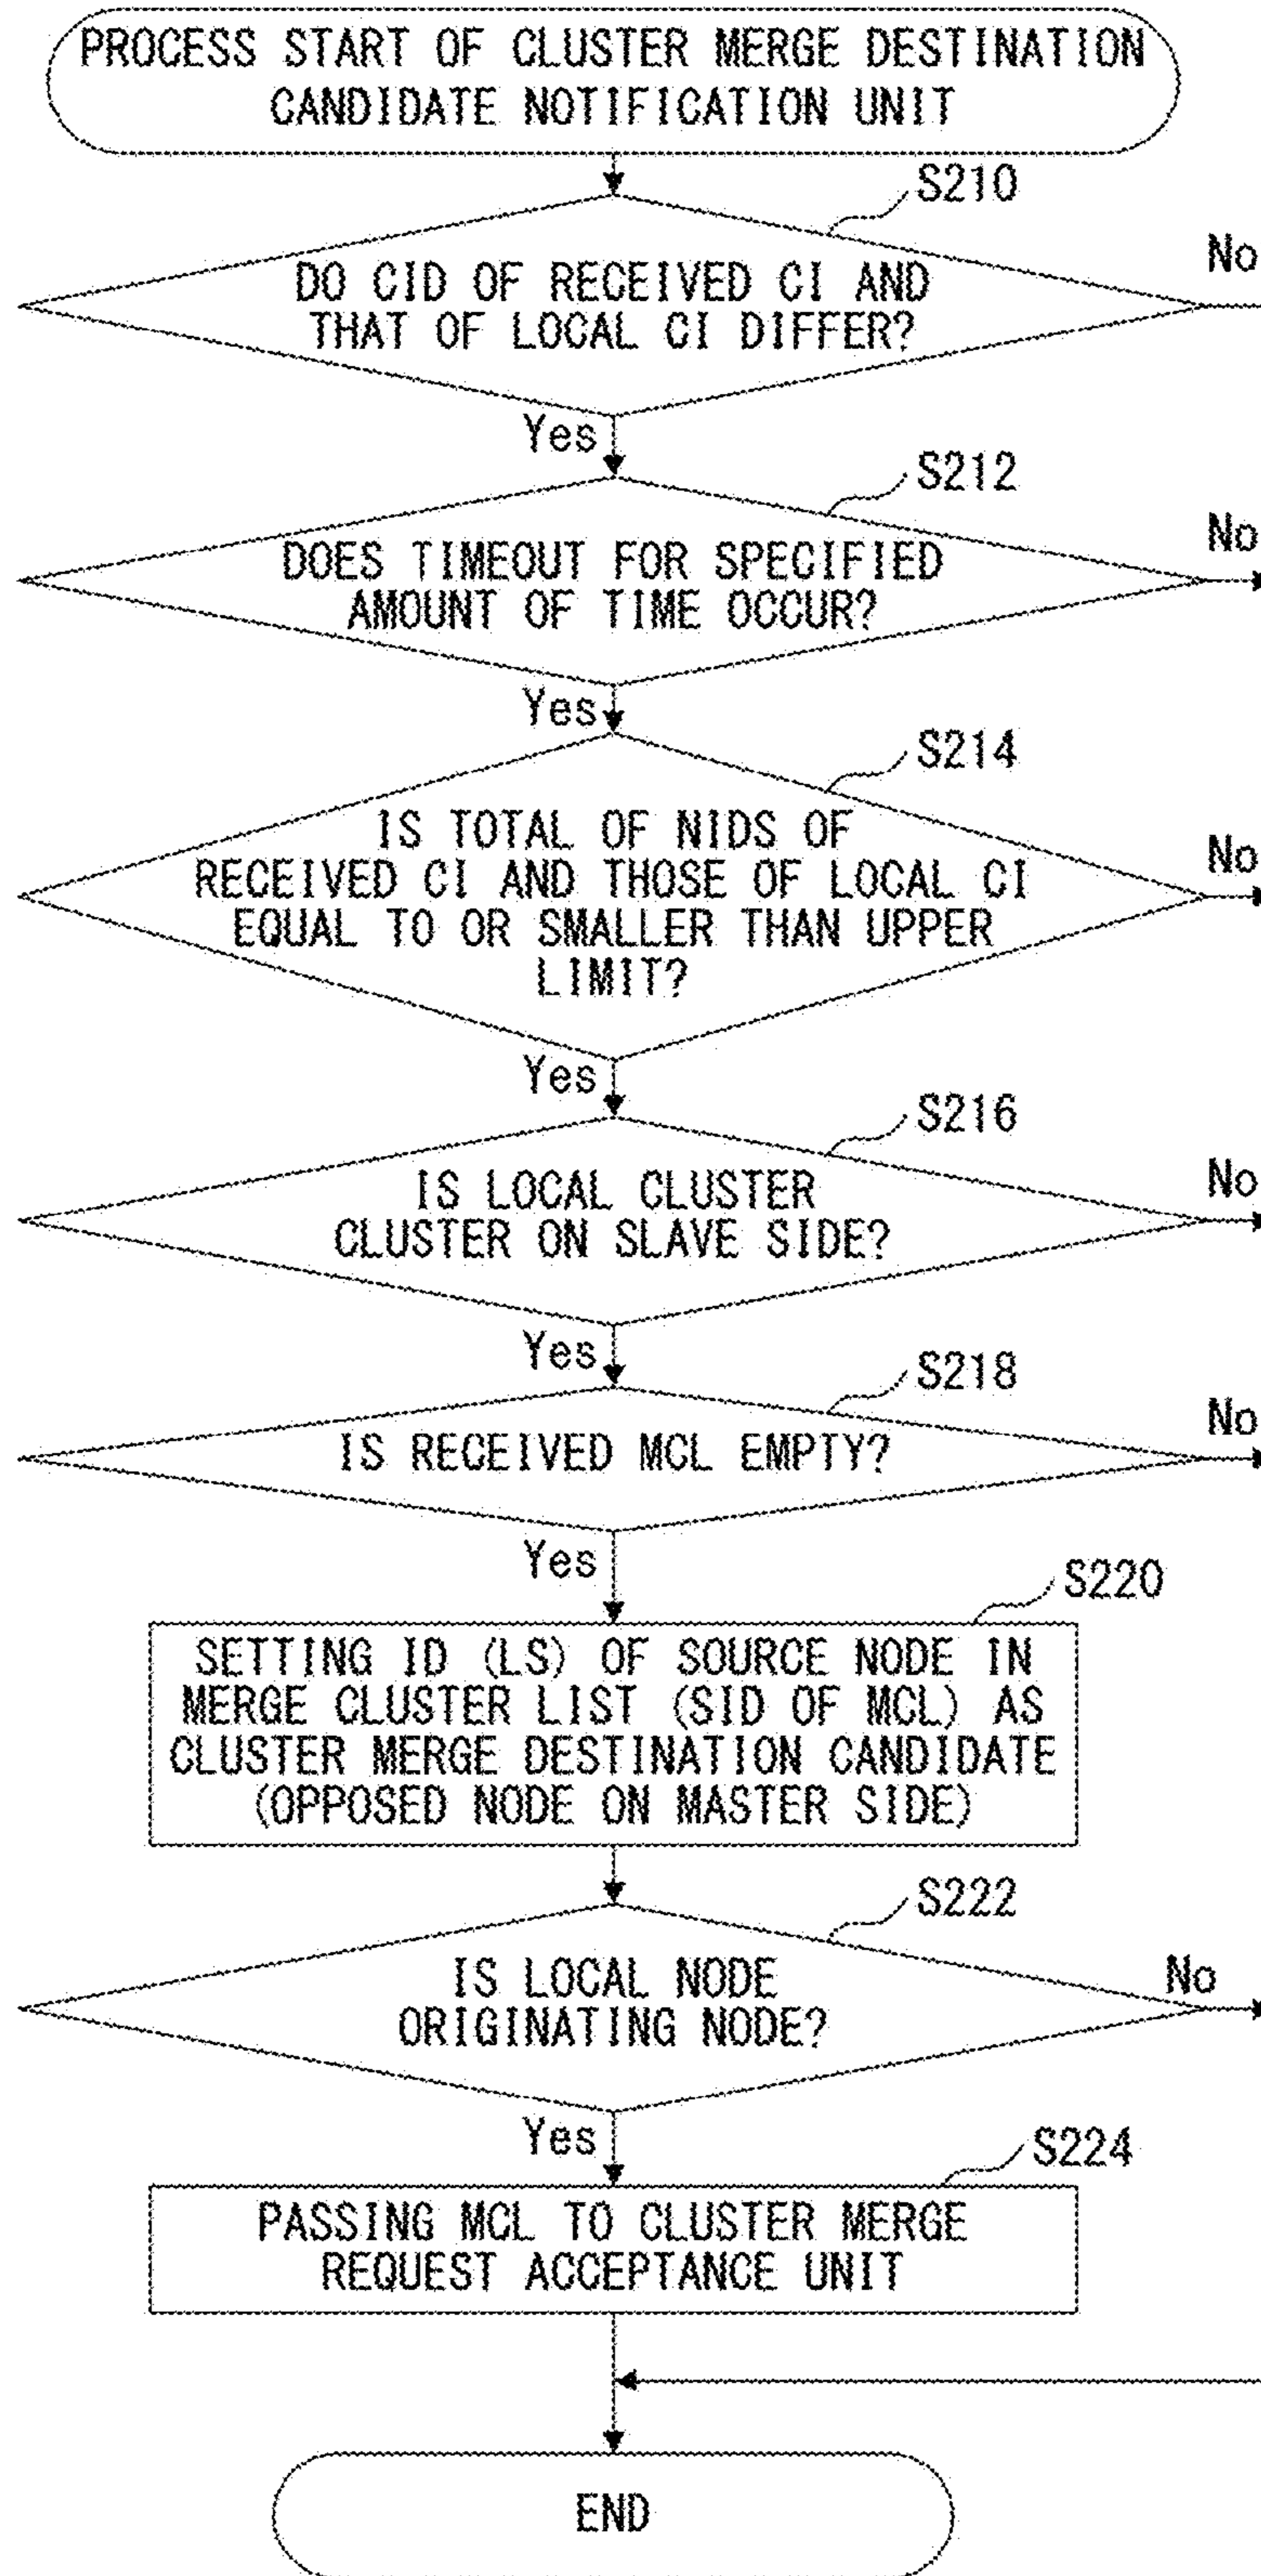 PROCESS START OF CLUSTER MERGE DESTINATION
CANDIDATE NOTIFICATION UNIT
S210
DO CID OF RECEIVED CI AND
THAT OF LOCAL CI DIFFER?
No
Yes
S212
DOES TIMEOUT FOR SPECIFIED
AMOUNT OF TIME OCCUR?
No
Yes
S214
IS TOTAL OF NIDS OF
RECEIVED CI AND THOSE OF LOCAL CI
EQUAL TO OR SMALLER THAN UPPER
LIMIT?
No
Yes
S216
IS LOCAL CLUSTER
CLUSTER ON SLAVE SIDE?
No
Yes
S218
IS RECEIVED MCL EMPTY?
No
Yes
S220
SETTING ID (LS) OF SOURCE NODE IN
MERGE CLUSTER LIST (SID OF MCL) AS
CLUSTER MERGE DESTINATION CANDIDATE
(OPPOSED NODE ON MASTER SIDE)
S222
IS LOCAL NODE
ORIGINATING NODE?
No
Yes
S224
PASSING MCL TO CLUSTER MERGE
REQUEST ACCEPTANCE UNIT
END